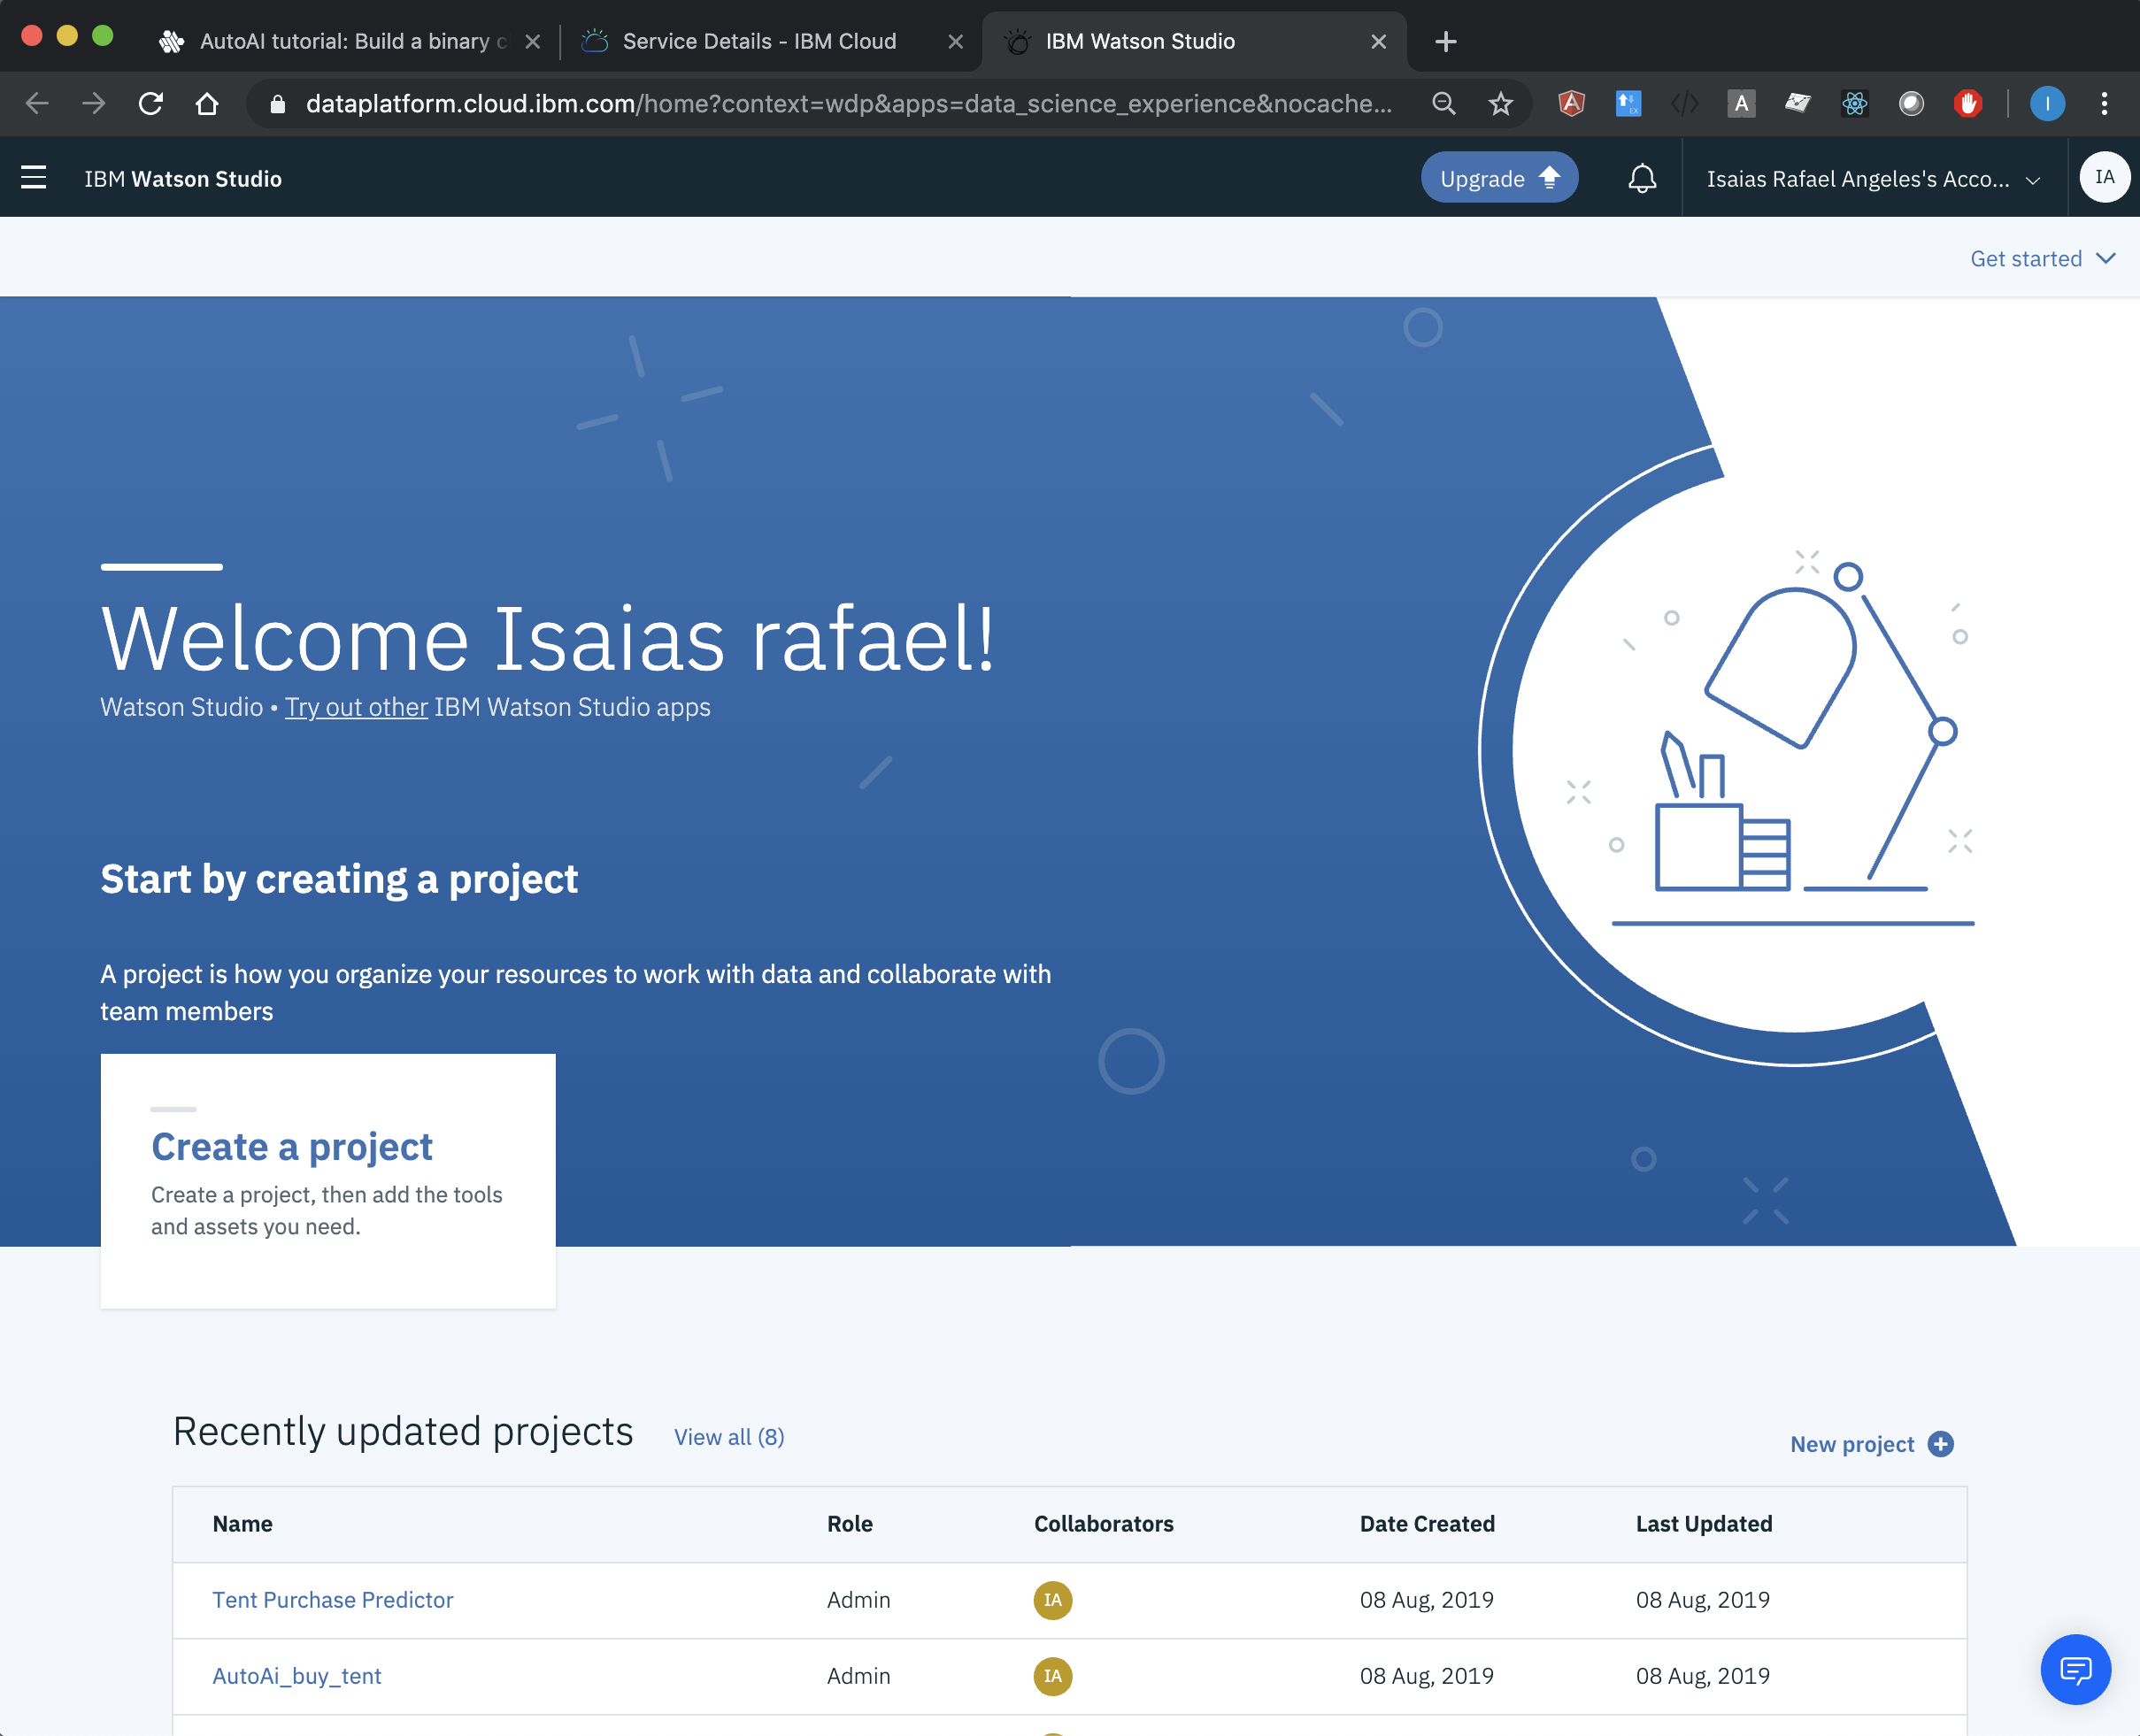 AutoAI tutorial: Build a binary c
Service Details - IBM Cloud
IBM Watson Studio
dataplatform.cloud.ibm.com/home?context=wdp&apps=data_science_experience&nocache...
IBM Watson Studio
Upgrade
Isaias Rafael Angeles's Acco...
IA
Get started
Welcome Isaias rafael!
Watson Studio • Try out other IBM Watson Studio apps
Start by creating a project
A project is how you organize your resources to work with data and collaborate with
team members
Create a project
Create a project, then add the tools
and assets you need.
Recently updated projects
View all (8)
New project
Name Role Collaborators Date Created Last Updated
Tent Purchase Predictor Admin IA 08 Aug, 2019 08 Aug, 2019
AutoAi_buy_tent Admin IA 08 Aug, 2019 08 Aug, 2019